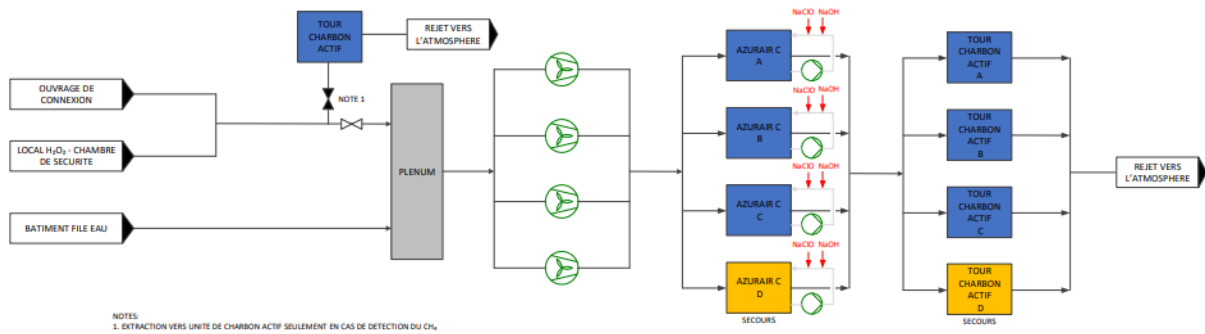 TOUR
CHARBON
ACTIF
REJET VERS
L'ATMOSPHERE
OUVRAGE DE
CONNEXION
NOTE 1
LOCAL H₂O₂ - CHAMBRE
DE SECURITE
BATIMENT FILE EAU
PLENUM
NaClO NaOH
AZURAIR C
A
NaClO NaOH
AZURAIR C
B
NaClO NaOH
AZURAIR C
C
NaClO NaOH
AZURAIR C
D
SECOURS
TOUR
CHARBON
ACTIF
A
TOUR
CHARBON
ACTIF
B
TOUR
CHARBON
ACTIF
C
TOUR
CHARBON
ACTIF
D
SECOURS
REJET VERS
L'ATMOSPHERE
NOTES:
1. EXTRACTION VERS UNITE DE CHARBON ACTIF SEULEMENT EN CAS DE DETECTION DU CH₄